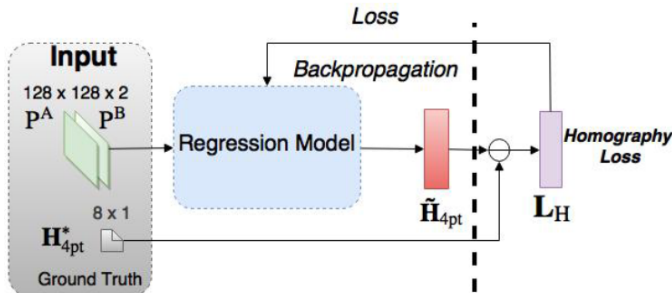 Loss
Input
Backpropagation
128 x 128 x 2
P^A P^B
Regression Model
Homography
Loss
8 x 1
H̃_4pt
L_H
H*_4pt
Ground Truth